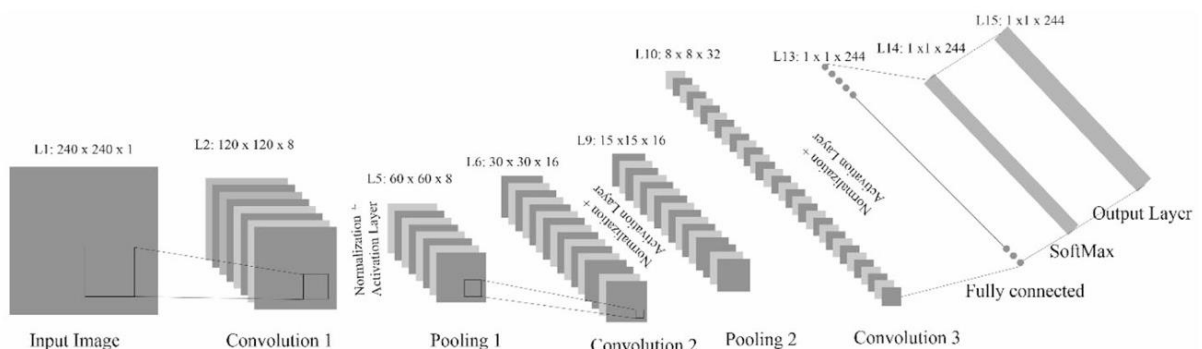 L1: 240 x 240 x 1
L2: 120 x 120 x 8
L5: 60 x 60 x 8
L6: 30 x 30 x 16
L9: 15 x15 x 16
L10: 8 x 8 x 32
L13: 1 x 1 x 244
L14: 1 x1 x 244
L15: 1 x1 x 244
Normalization +
Activation Layer
Normalization +
Activation Layer
Normalization +
Activation Layer
Input Image
Convolution 1
Pooling 1
Convolution 2
Pooling 2
Convolution 3
Fully connected
SoftMax
Output Layer